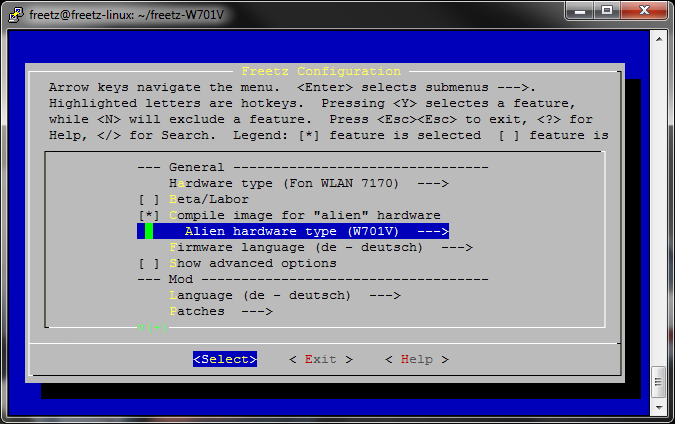 freetz@freetz-linux: ~/freetz-W701V
Freetz Configuration
Arrow keys navigate the menu.  <Enter> selects submenus --->.
Highlighted letters are hotkeys.  Pressing <Y> selectes a feature,
while <N> will exclude a feature.  Press <Esc><Esc> to exit, <?> for
Help, </> for Search.  Legend: [*] feature is selected  [ ] feature is
--- General --------------------------------
Hardware type (Fon WLAN 7170)  --->
[ ] Beta/Labor
[*] Compile image for "alien" hardware
Alien hardware type (W701V)  --->
Firmware language (de - deutsch)  --->
[ ] Show advanced options
--- Mod ------------------------------------
Language (de - deutsch)  --->
Patches  --->
<Select>    < Exit >    < Help >